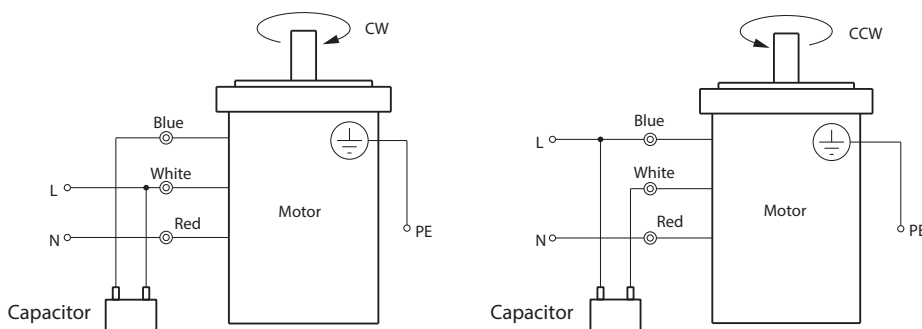 CW
Blue
White
L
Red
N
Motor
PE
Capacitor
CCW
Blue
L
White
Red
N
Motor
PE
Capacitor